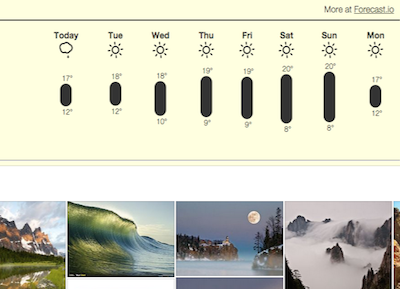 More at Forecast.io
Today Tue Wed Thu Fri Sat Sun Mon
17° 18° 18° 19° 19° 20° 20° 17°
12° 12° 10° 9° 9° 8° 8° 12°